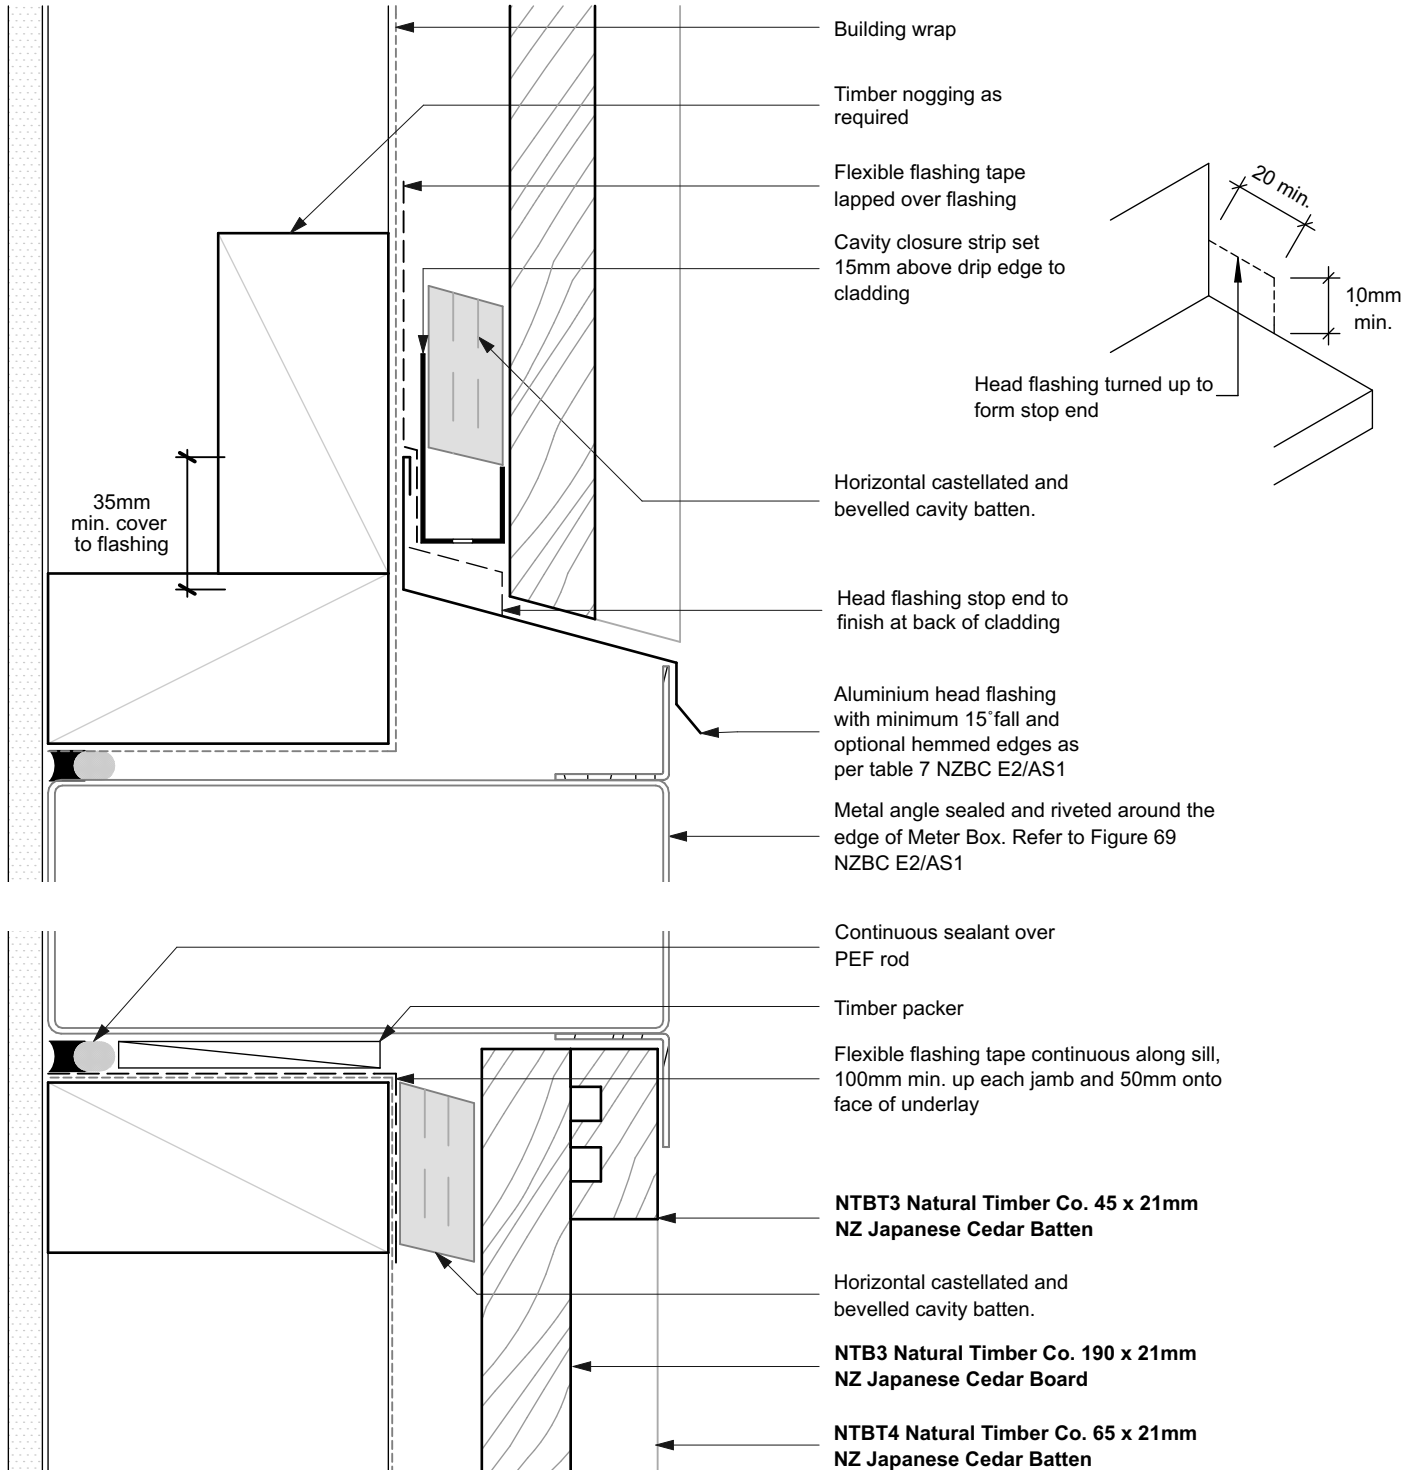 Building wrap
Timber nogging as
required
Flexible flashing tape
lapped over flashing
Cavity closure strip set
15mm above drip edge to
cladding
20 min.
10mm
min.
Head flashing turned up to
form stop end
35mm
min. cover
to flashing
Horizontal castellated and
bevelled cavity batten.
Head flashing stop end to
finish at back of cladding
Aluminium head flashing
with minimum 15˚fall and
optional hemmed edges as
per table 7 NZBC E2/AS1
Metal angle sealed and riveted around the
edge of Meter Box. Refer to Figure 69
NZBC E2/AS1
Continuous sealant over
PEF rod
Timber packer
Flexible flashing tape continuous along sill,
100mm min. up each jamb and 50mm onto
face of underlay
NTBT3 Natural Timber Co. 45 x 21mm
NZ Japanese Cedar Batten
Horizontal castellated and
bevelled cavity batten.
NTB3 Natural Timber Co. 190 x 21mm
NZ Japanese Cedar Board
NTBT4 Natural Timber Co. 65 x 21mm
NZ Japanese Cedar Batten